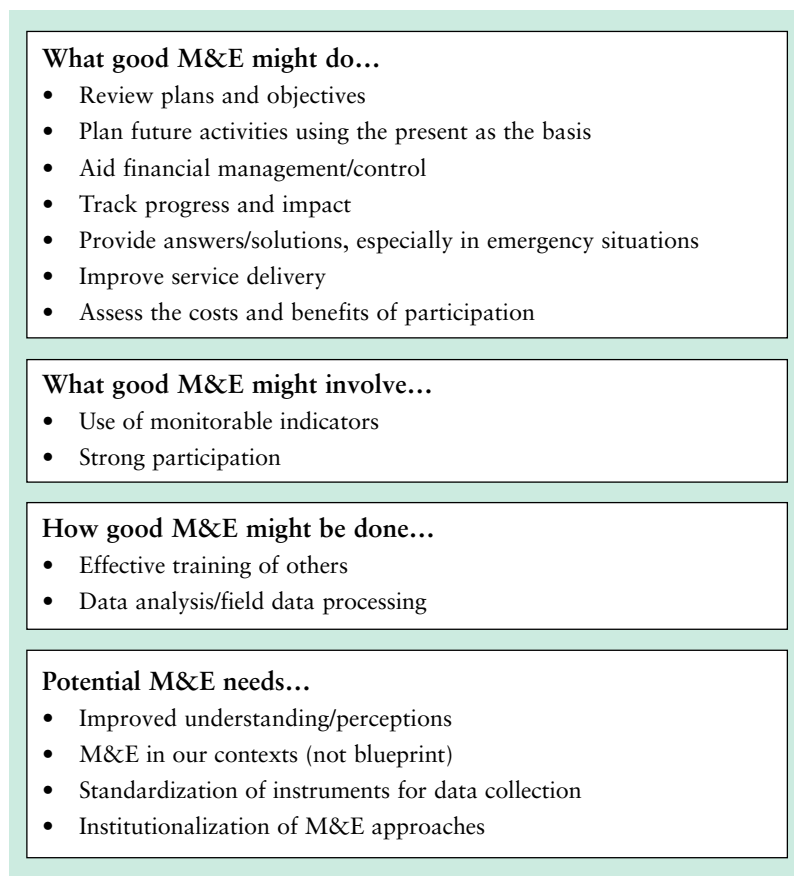 What good M&E might do…
• Review plans and objectives
• Plan future activities using the present as the basis
• Aid financial management/control
• Track progress and impact
• Provide answers/solutions, especially in emergency situations
• Improve service delivery
• Assess the costs and benefits of participation
What good M&E might involve…
• Use of monitorable indicators
• Strong participation
How good M&E might be done…
• Effective training of others
• Data analysis/field data processing
Potential M&E needs…
• Improved understanding/perceptions
• M&E in our contexts (not blueprint)
• Standardization of instruments for data collection
• Institutionalization of M&E approaches